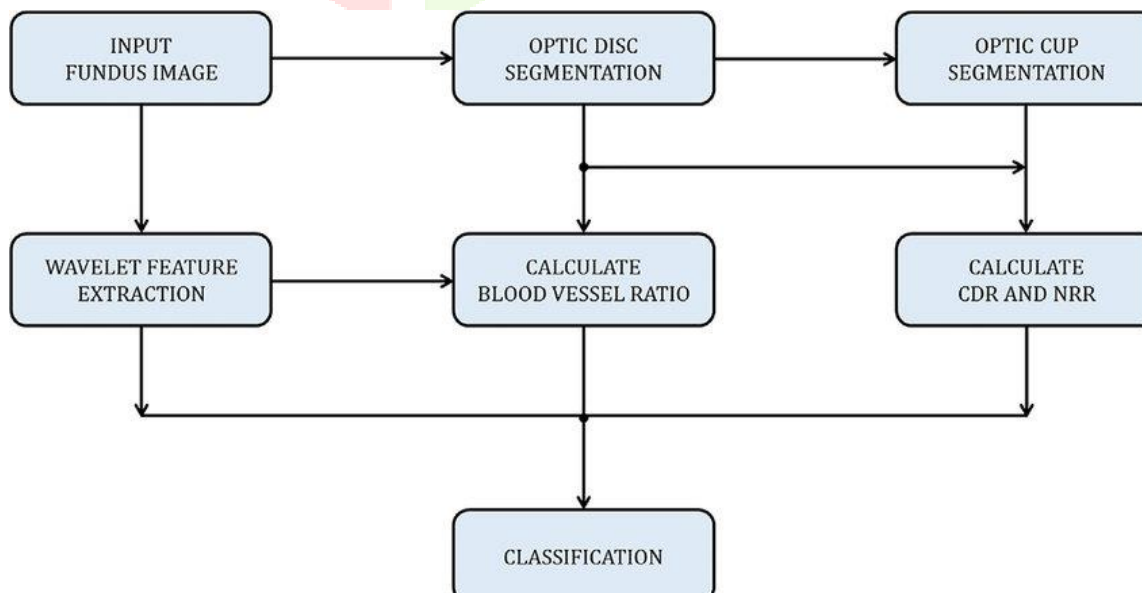 INPUT
FUNDUS IMAGE
OPTIC DISC
SEGMENTATION
OPTIC CUP
SEGMENTATION
WAVELET FEATURE
EXTRACTION
CALCULATE
BLOOD VESSEL RATIO
CALCULATE
CDR AND NRR
CLASSIFICATION